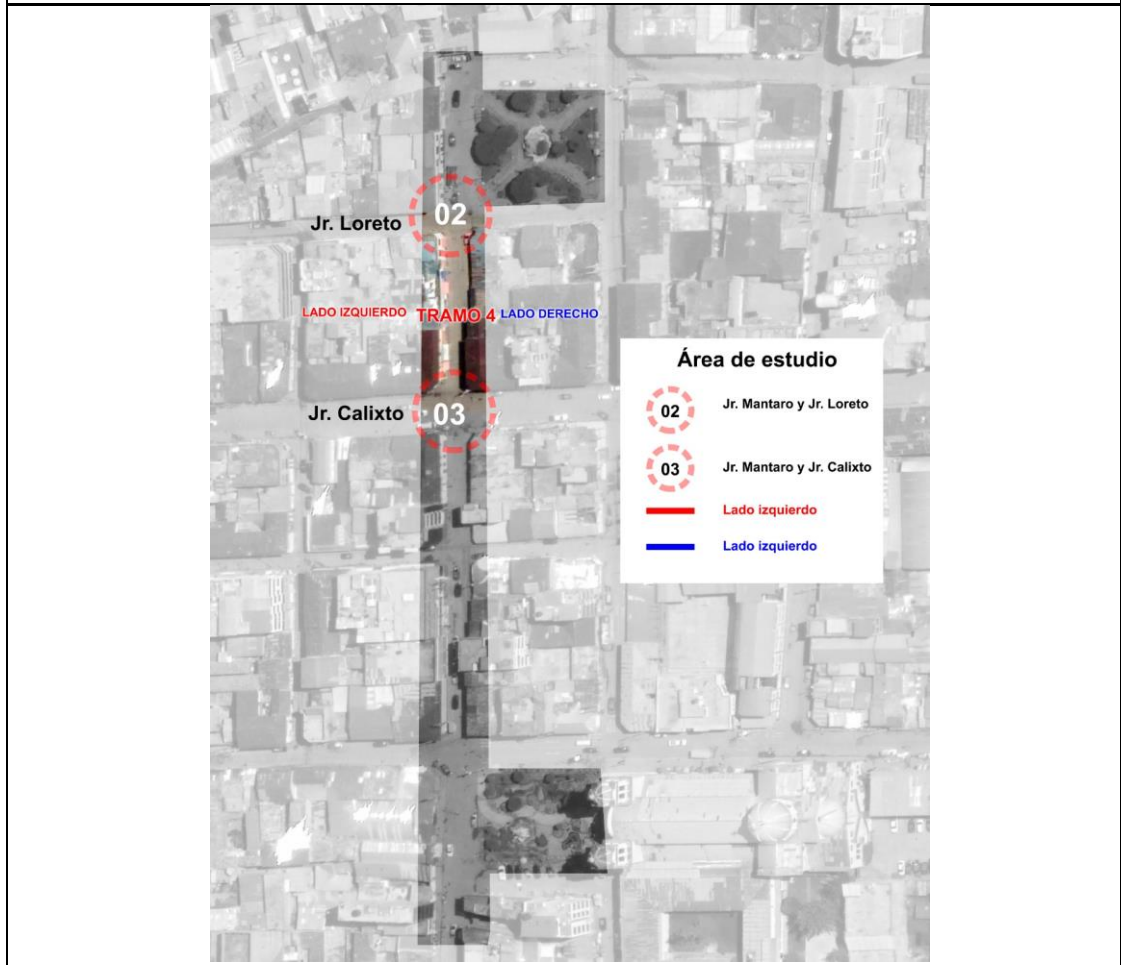 02
Jr. Loreto
LADO IZQUIERDO TRAMO 4 LADO DERECHO
Jr. Calixto 03
Área de estudio
02 Jr. Mantaro y Jr. Loreto
03 Jr. Mantaro y Jr. Calixto
Lado izquierdo
Lado izquierdo